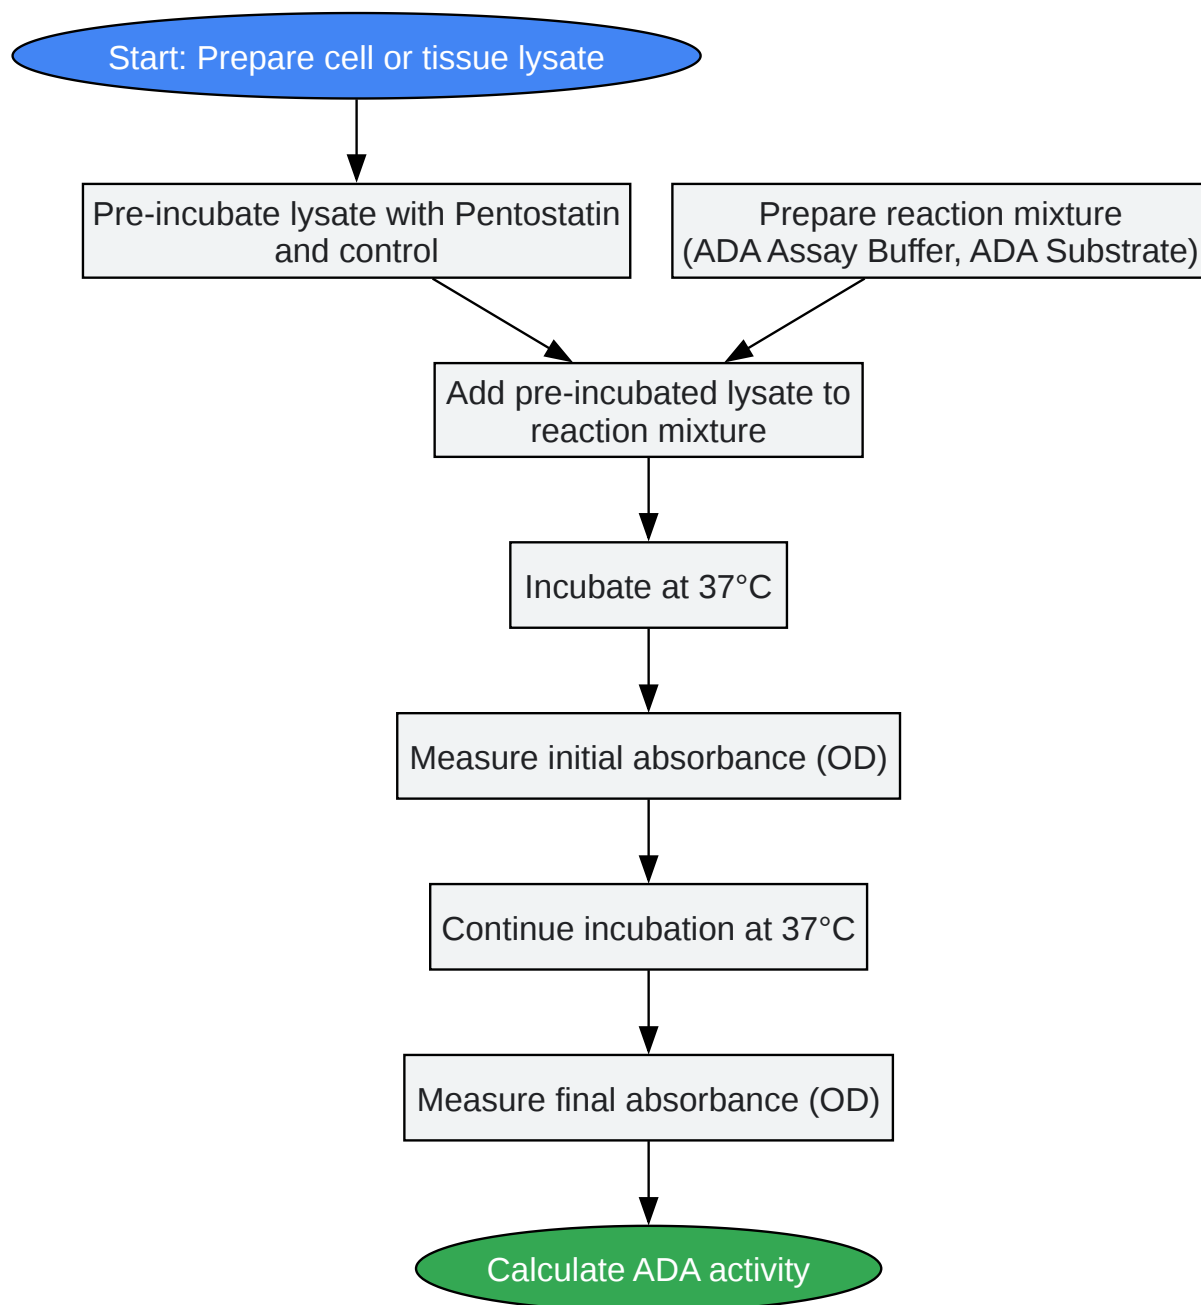 Start: Prepare cell or tissue lysate
Pre-incubate lysate with Pentostatin
and control
Prepare reaction mixture
(ADA Assay Buffer, ADA Substrate)
Add pre-incubated lysate to
reaction mixture
Incubate at 37°C
Measure initial absorbance (OD)
Continue incubation at 37°C
Measure final absorbance (OD)
Calculate ADA activity